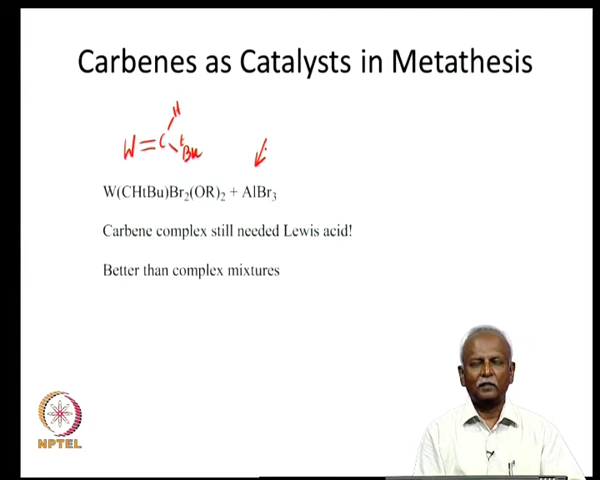 Carbenes as Catalysts in Metathesis
H
W=C
tBu
W(CHtBu)Br₂(OR)₂ + AlBr₃
Carbene complex still needed Lewis acid!
Better than complex mixtures
NPTEL